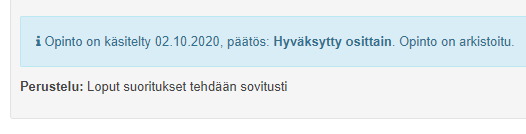 Opinto on käsitelty 02.10.2020, päätös: Hyväksytty osittain. Opinto on arkistoitu.
Perustelu: Loput suoritukset tehdään sovitusti